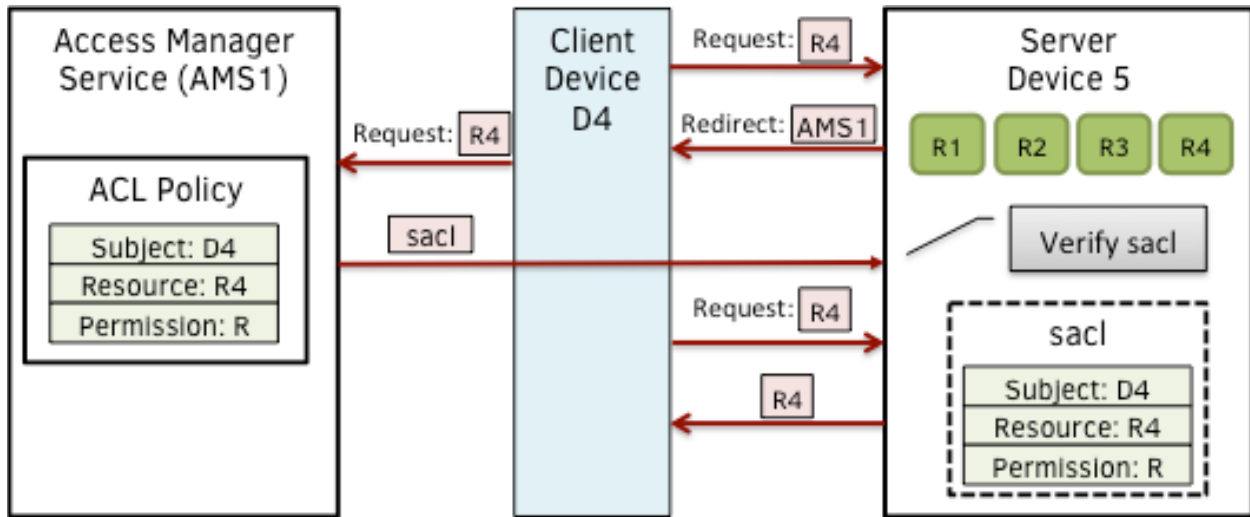 Access Manager
Service (AMS1)
Request: R4
ACL Policy
Subject: D4
Resource: R4
Permission: R
sacl
Client
Device
D4
Request: R4
Redirect: AMS1
Request: R4
R4
Server
Device 5
R1 R2 R3 R4
Verify sacl
sacl
Subject: D4
Resource: R4
Permission: R